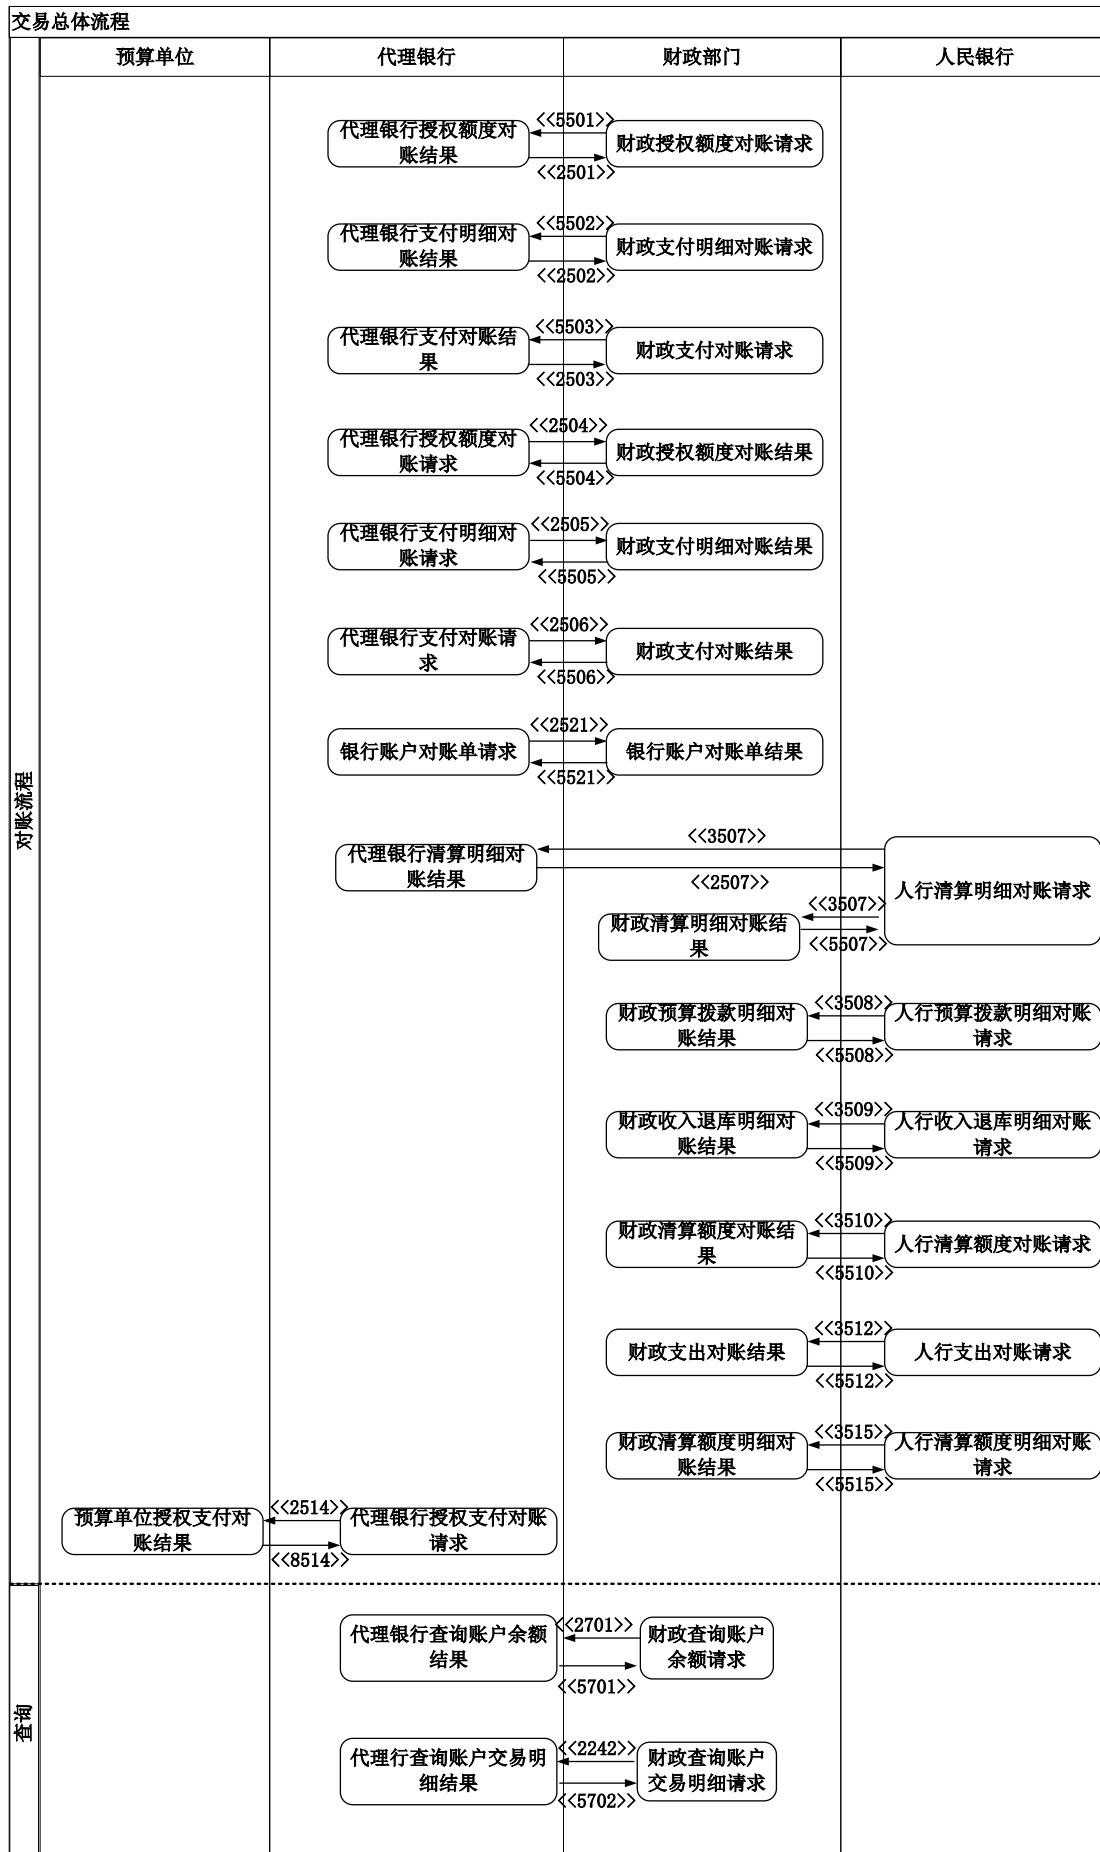 交易总体流程
预算单位
代理银行
财政部门
人民银行
对账流程
<<5501>>
代理银行授权额度对
账结果
财政授权额度对账请求
<<2501>>
<<5502>>
代理银行支付明细对
账结果
财政支付明细对账请求
<<2502>>
<<5503>>
代理银行支付对账结
果
财政支付对账请求
<<2503>>
<<2504>>
代理银行授权额度对
账请求
财政授权额度对账结果
<<5504>>
<<2505>>
代理银行支付明细对
账请求
财政支付明细对账结果
<<5505>>
<<2506>>
代理银行支付对账请
求
财政支付对账结果
<<5506>>
<<2521>>
银行账户对账单请求
银行账户对账单结果
<<5521>>
<<3507>>
代理银行清算明细对
账结果
<<2507>>
人行清算明细对账请求
<<3507>>
财政清算明细对账结
果
<<5507>>
<<3508>>
财政预算拨款明细对
账结果
人行预算拨款明细对账
请求
<<5508>>
<<3509>>
财政收入退库明细对
账结果
人行收入退库明细对账
请求
<<5509>>
<<3510>>
财政清算额度对账结
果
人行清算额度对账请求
<<5510>>
<<3512>>
财政支出对账结果
人行支出对账请求
<<5512>>
<<3515>>
财政清算额度明细对
账结果
人行清算额度明细对账
请求
<<5515>>
<<2514>>
预算单位授权支付对
账结果
代理银行授权支付对账
请求
<<8514>>
查询
<<2701>>
代理银行查询账户余额
结果
财政查询账户
余额请求
<<5701>>
<<2242>>
代理行查询账户交易明
细结果
财政查询账户
交易明细请求
<<5702>>